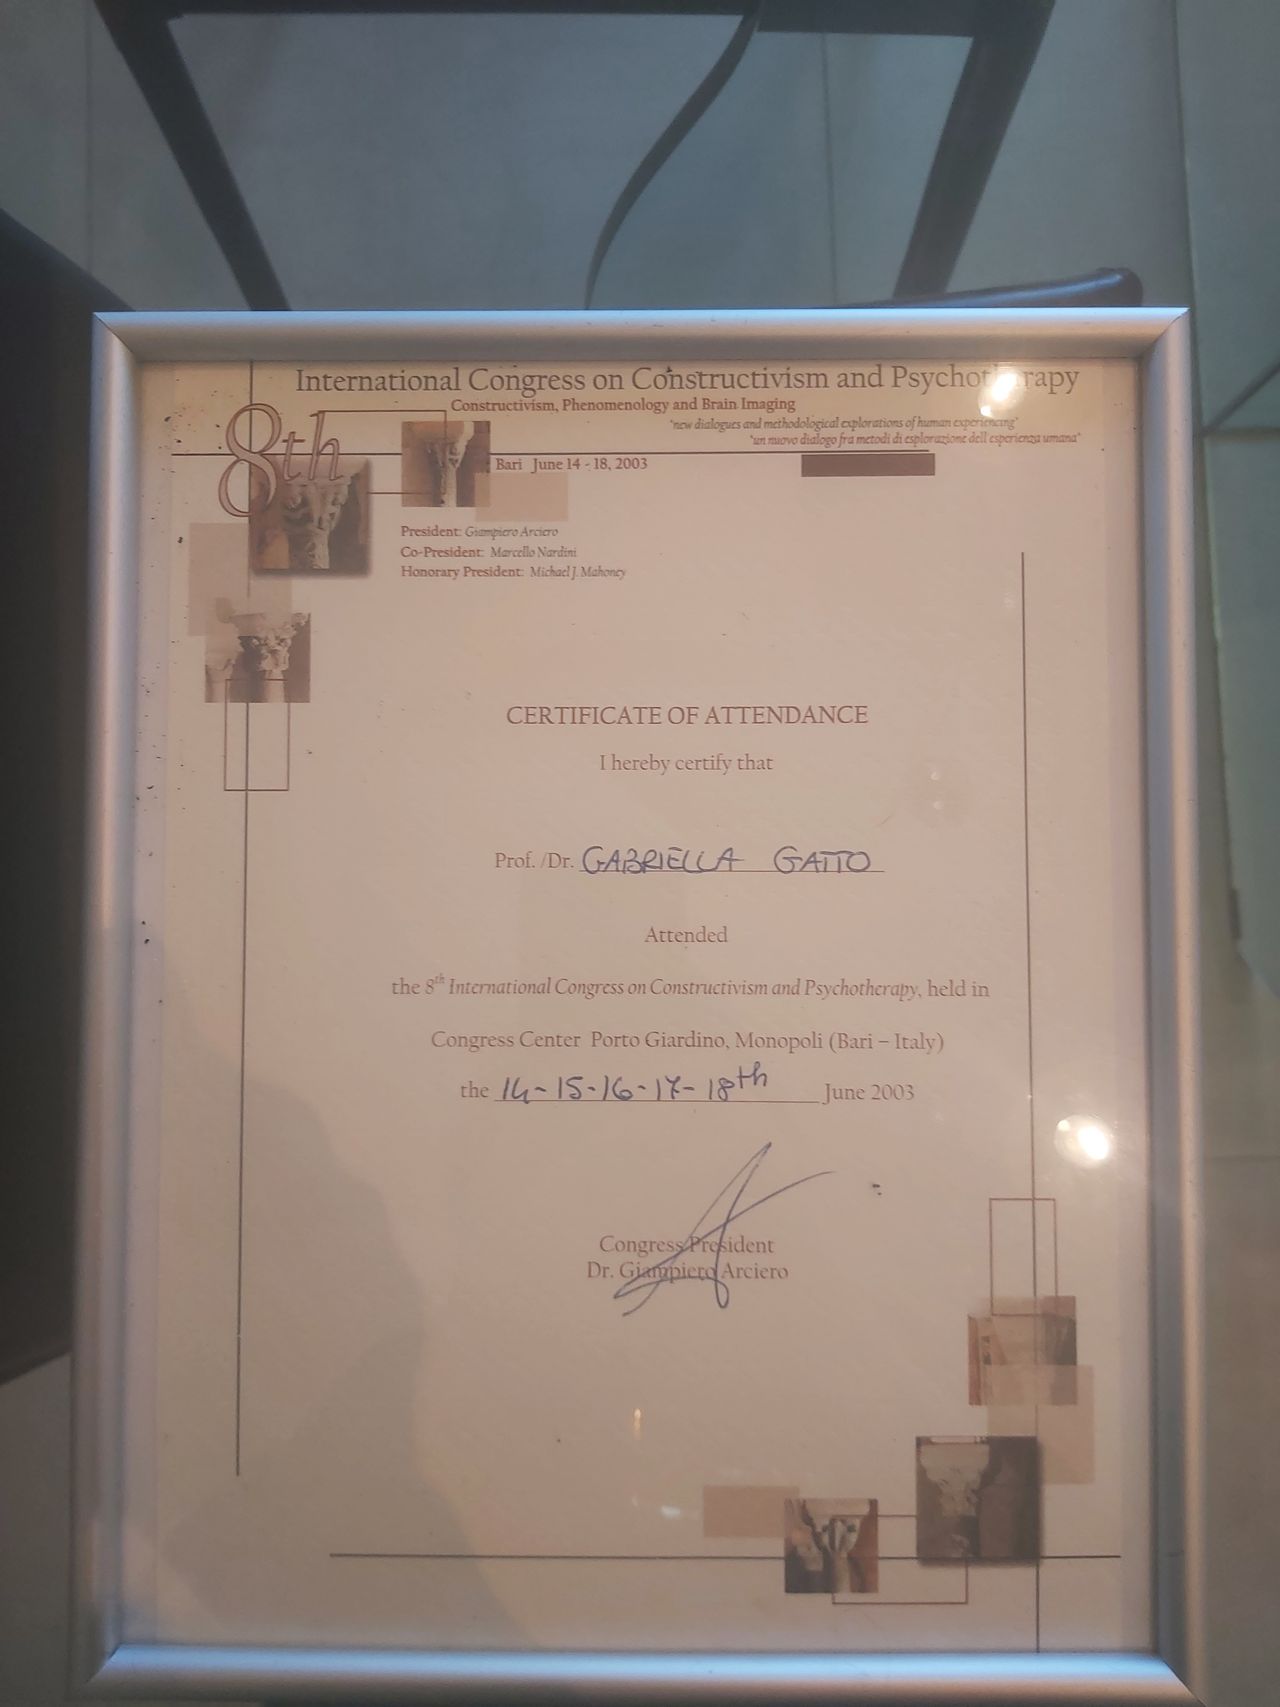 International Congress on Constructivism and Psychotherapy
Constructivism, Phenomenology and Brain Imaging
"new dialogues and methodological explorations of human experiencing"
"un nuovo dialogo fra metodi di esplorazione dell'esperienza umana"
8th
Bari June 14 - 18, 2003
President: Giampiero Arciero
Co-President: Marcello Nardini
Honorary President: Michael J. Mahoney
CERTIFICATE OF ATTENDANCE
I hereby certify that
Prof. /Dr. GABRIELLA GATTO
Attended
the 8th International Congress on Constructivism and Psychotherapy, held in
Congress Center Porto Giardino, Monopoli (Bari – Italy)
the 14-15-16-17-18th June 2003
Congress President
Dr. Giampiero Arciero